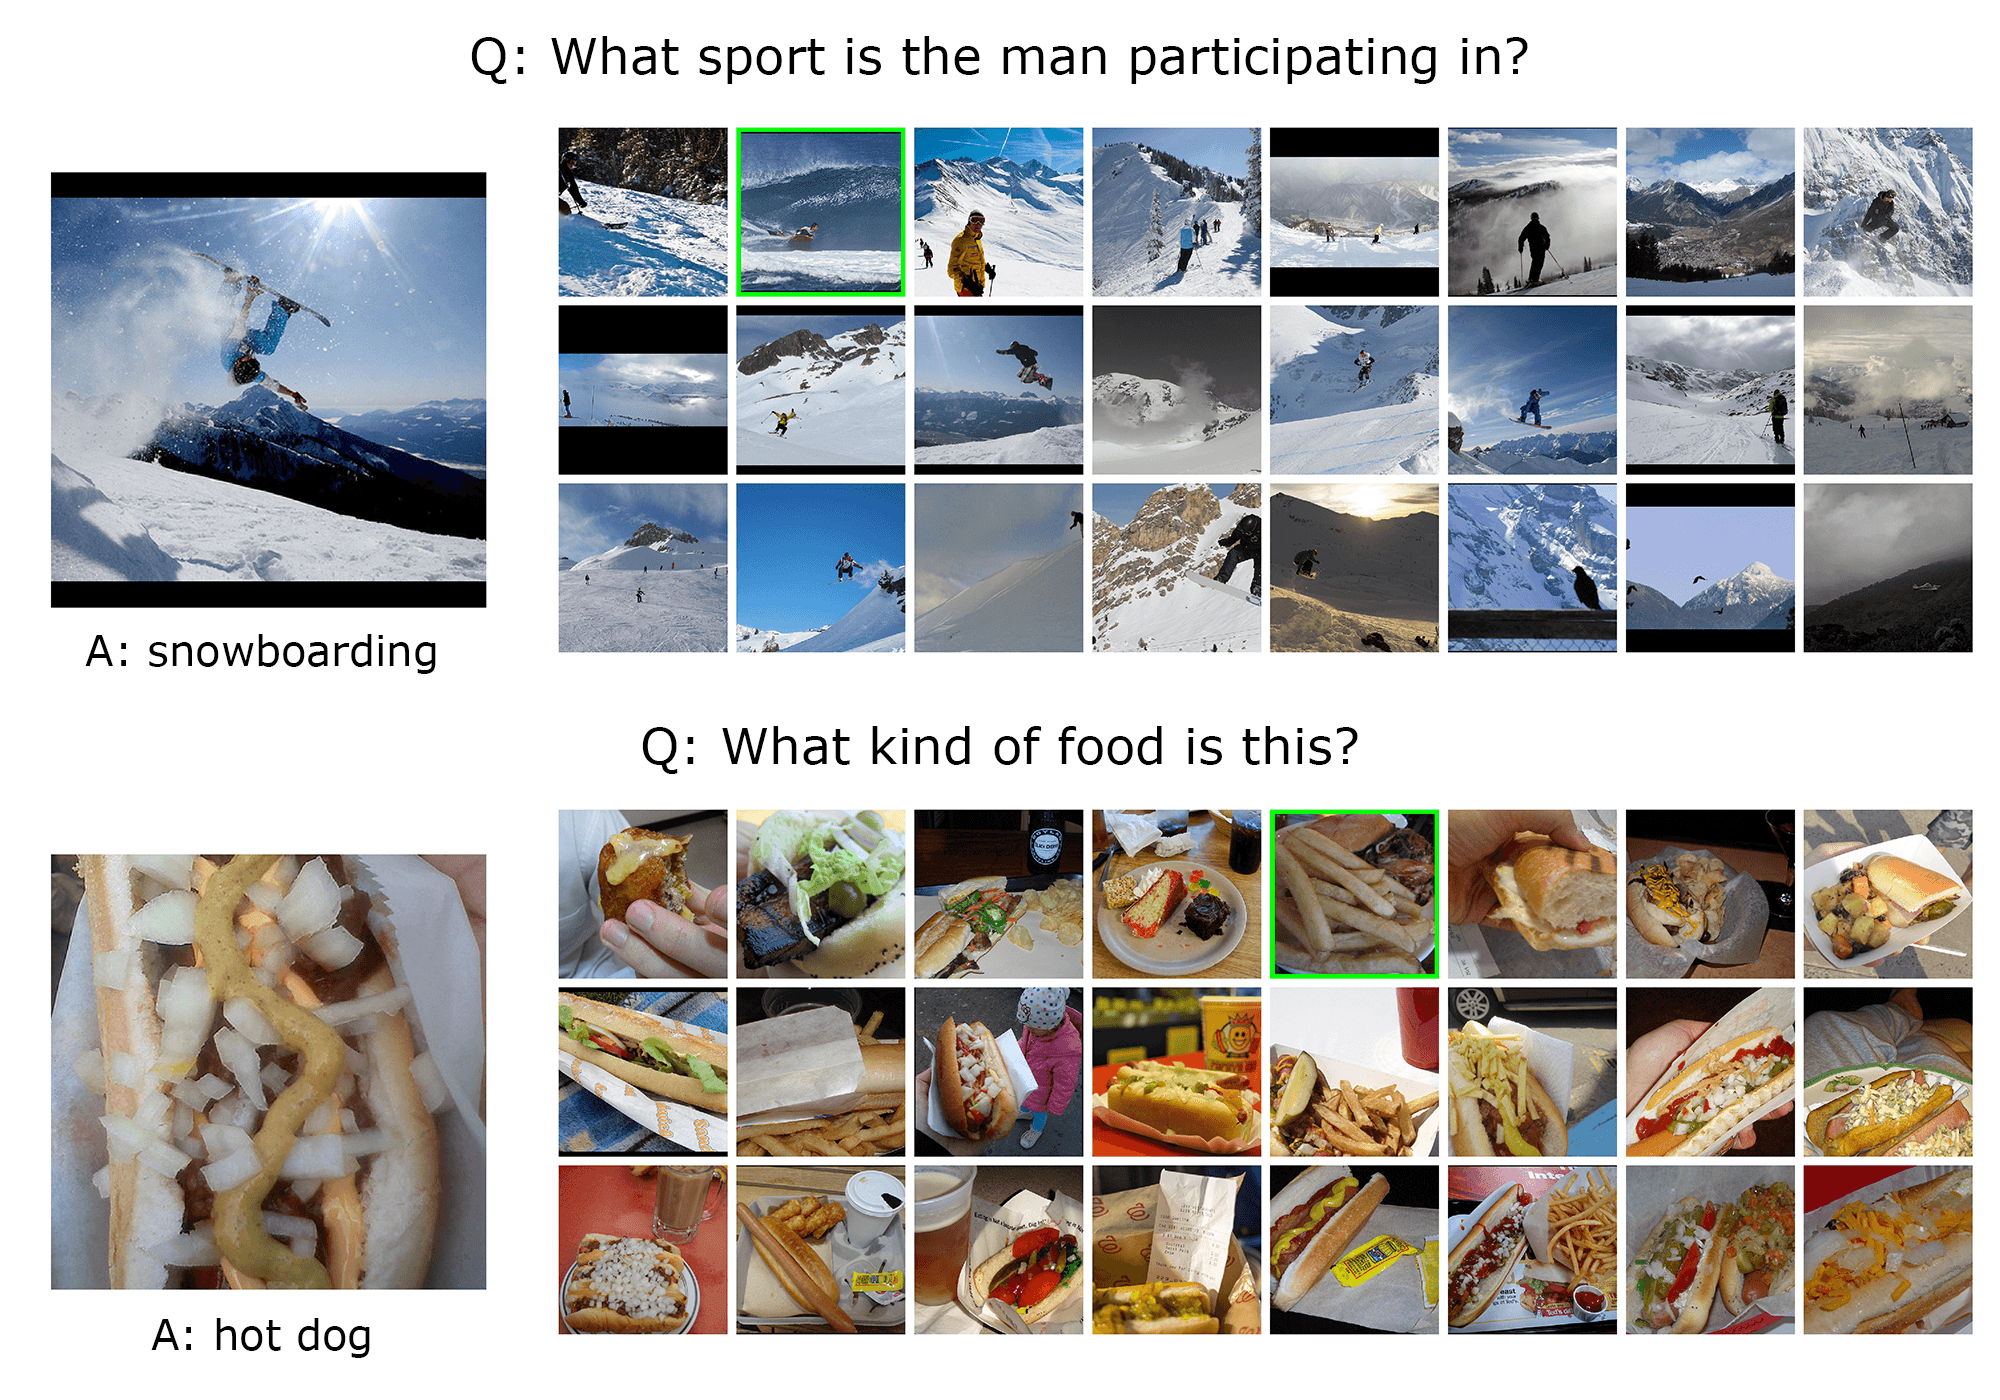 Q: What sport is the man participating in?
A: snowboarding
Q: What kind of food is this?
A: hot dog